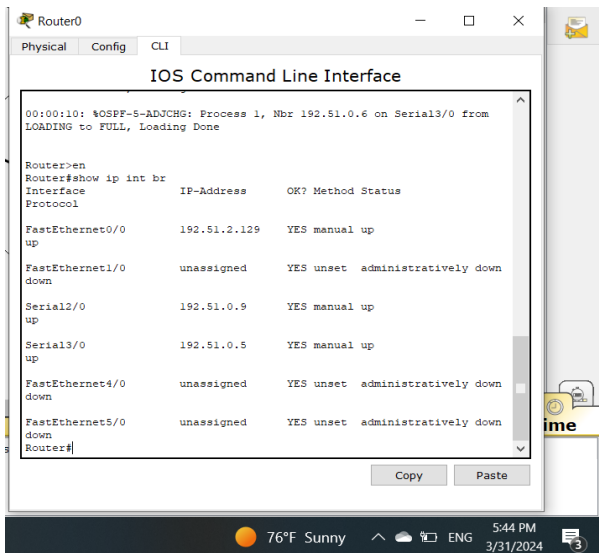 Router0
Physical Config CLI
IOS Command Line Interface
00:00:10: %OSPF-5-ADJCHG: Process 1, Nbr 192.51.0.6 on Serial3/0 from
LOADING to FULL, Loading Done
Router>en
Router#show ip int br
Interface IP-Address OK? Method Status
Protocol
FastEthernet0/0 192.51.2.129 YES manual up
up
FastEthernet1/0 unassigned YES unset administratively down
down
Serial2/0 192.51.0.9 YES manual up
up
Serial3/0 192.51.0.5 YES manual up
up
FastEthernet4/0 unassigned YES unset administratively down
down
FastEthernet5/0 unassigned YES unset administratively down
down
Router#
Copy Paste
ime
76°F Sunny ENG 5:44 PM
3/31/2024
3